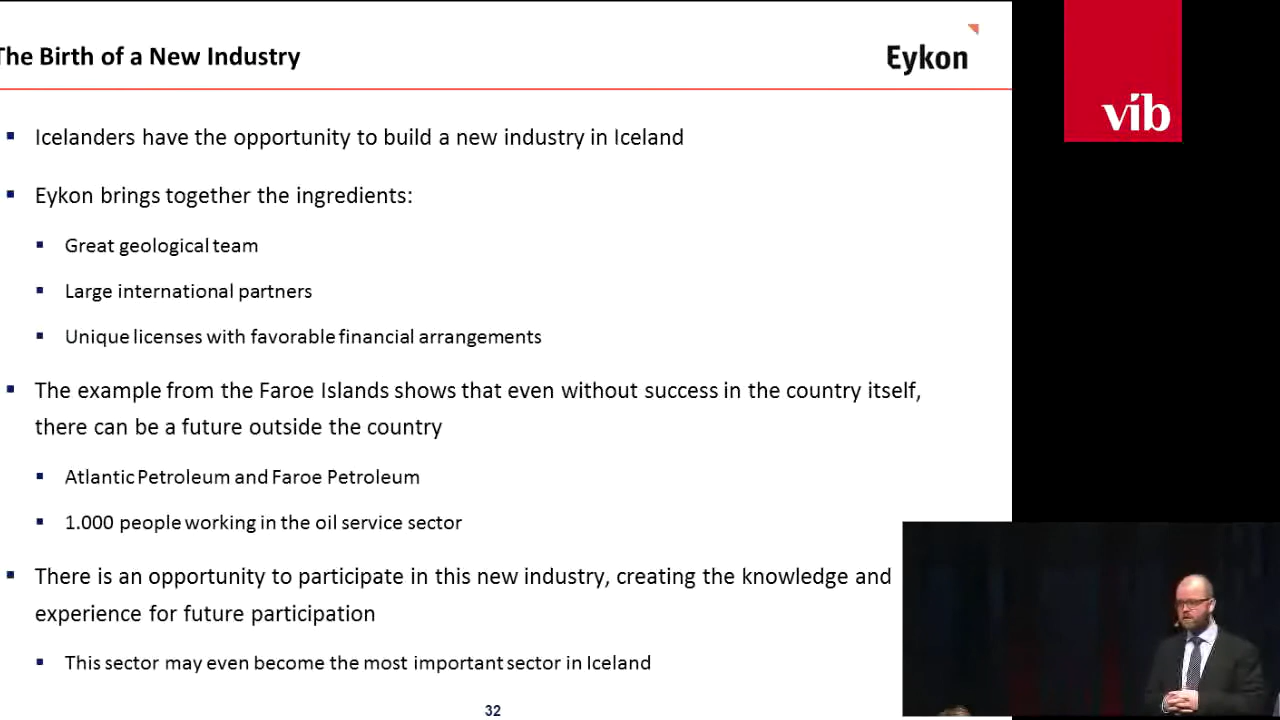 The Birth of a New Industry
Eykon
víb
Icelanders have the opportunity to build a new industry in Iceland
Eykon brings together the ingredients:
Great geological team
Large international partners
Unique licenses with favorable financial arrangements
The example from the Faroe Islands shows that even without success in the country itself,
there can be a future outside the country
Atlantic Petroleum and Faroe Petroleum
1.000 people working in the oil service sector
There is an opportunity to participate in this new industry, creating the knowledge and
experience for future participation
This sector may even become the most important sector in Iceland
32